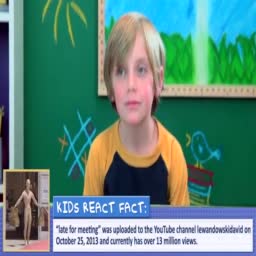 KIDS REACT FACT:
"late for meeting" was uploaded to the YouTube channel lewandowskidavid on
October 25, 2013 and currently has over 13 million views.